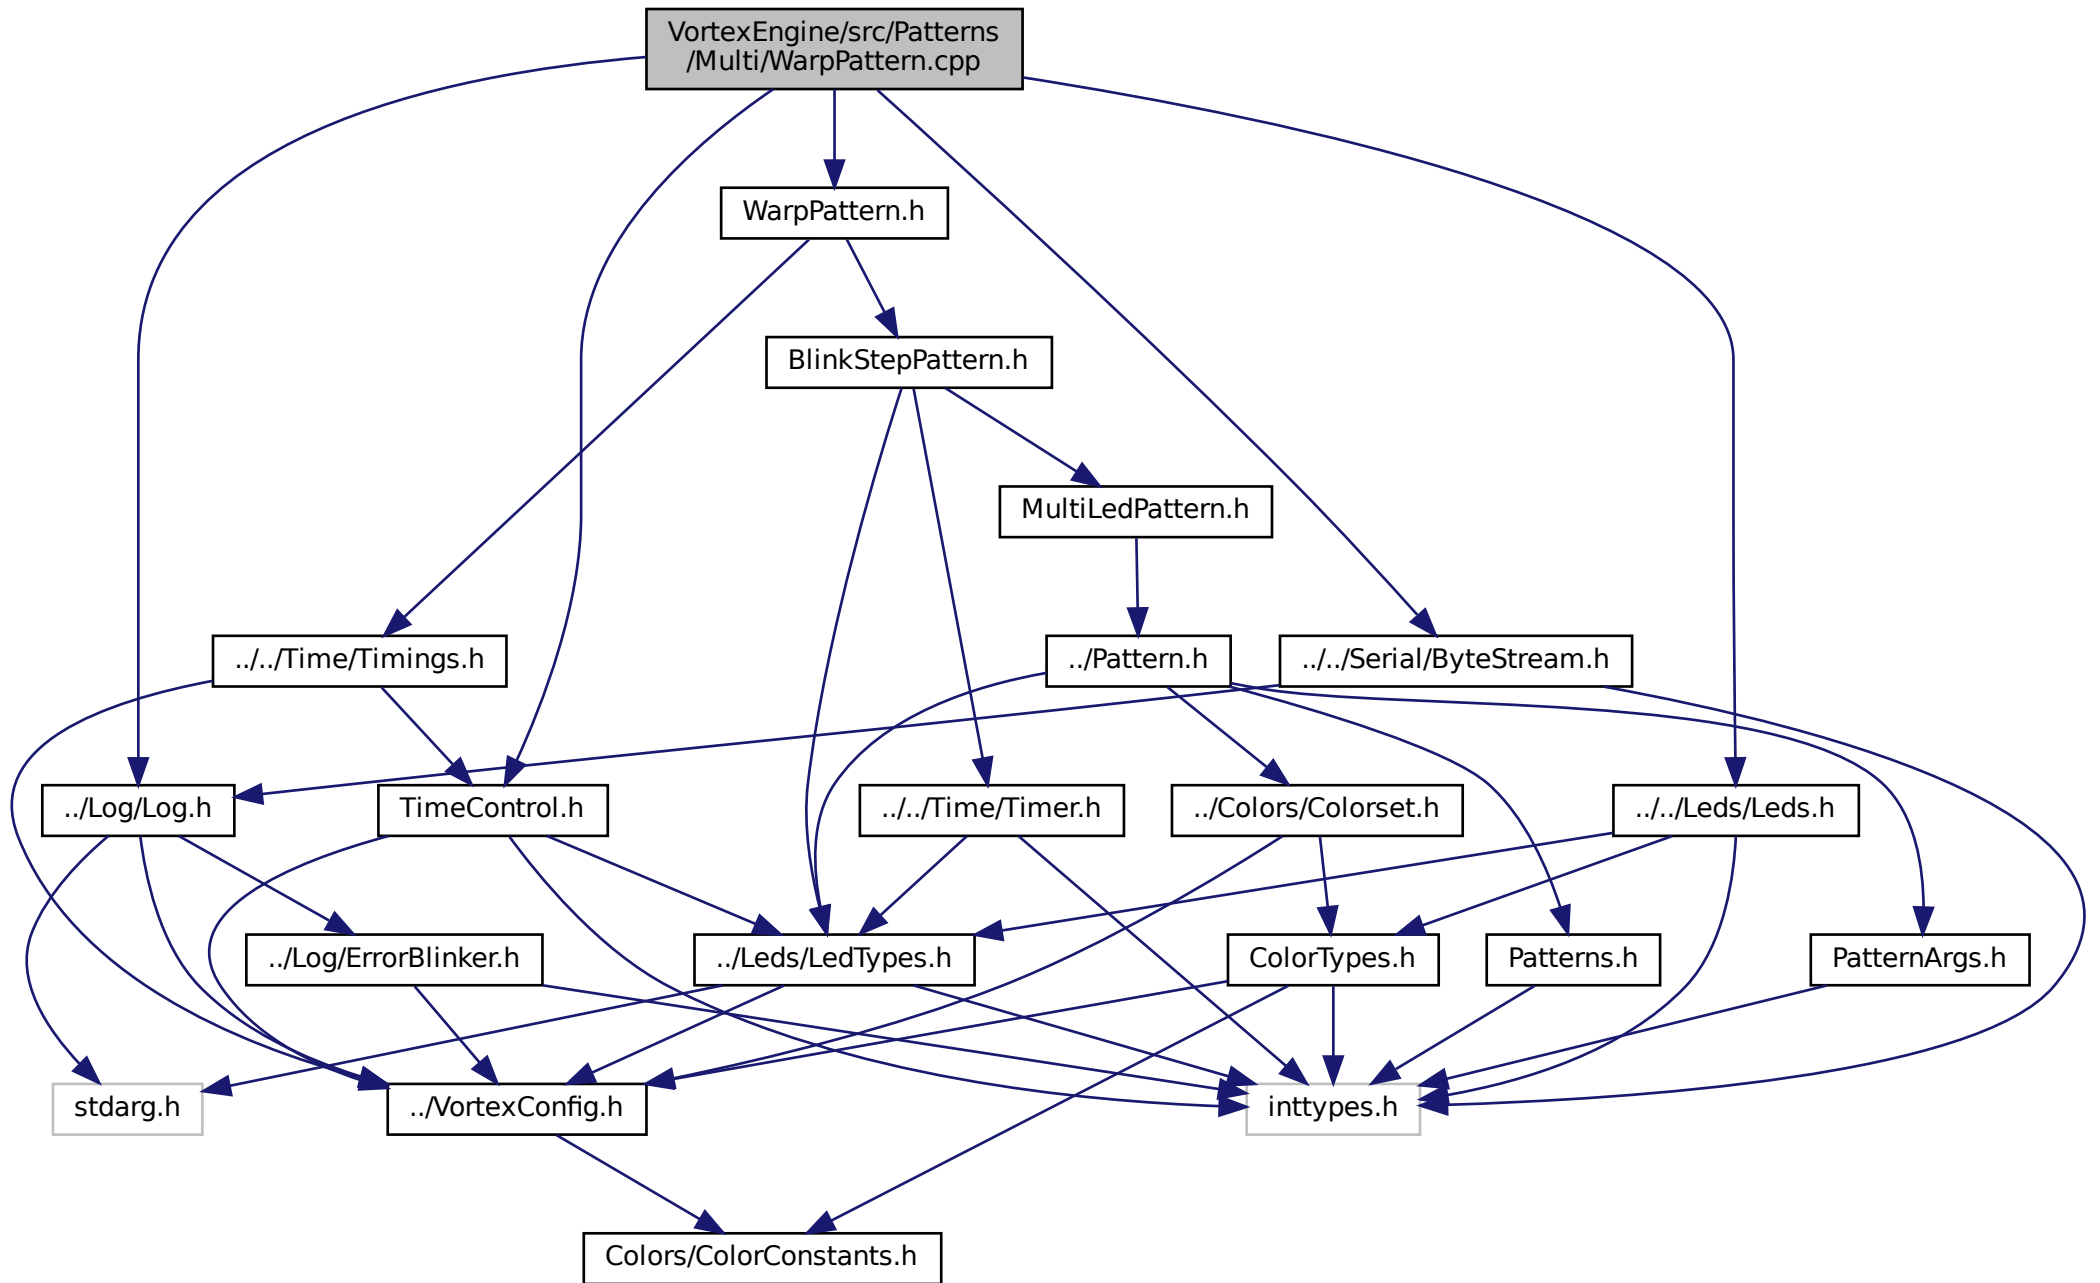 VortexEngine/src/Patterns
/Multi/WarpPattern.cpp
WarpPattern.h
BlinkStepPattern.h
MultiLedPattern.h
../../Time/Timings.h
../Pattern.h
../../Serial/ByteStream.h
../Log/Log.h
TimeControl.h
../../Time/Timer.h
../Colors/Colorset.h
../../Leds/Leds.h
../Log/ErrorBlinker.h
../Leds/LedTypes.h
ColorTypes.h
Patterns.h
PatternArgs.h
stdarg.h
../VortexConfig.h
inttypes.h
Colors/ColorConstants.h